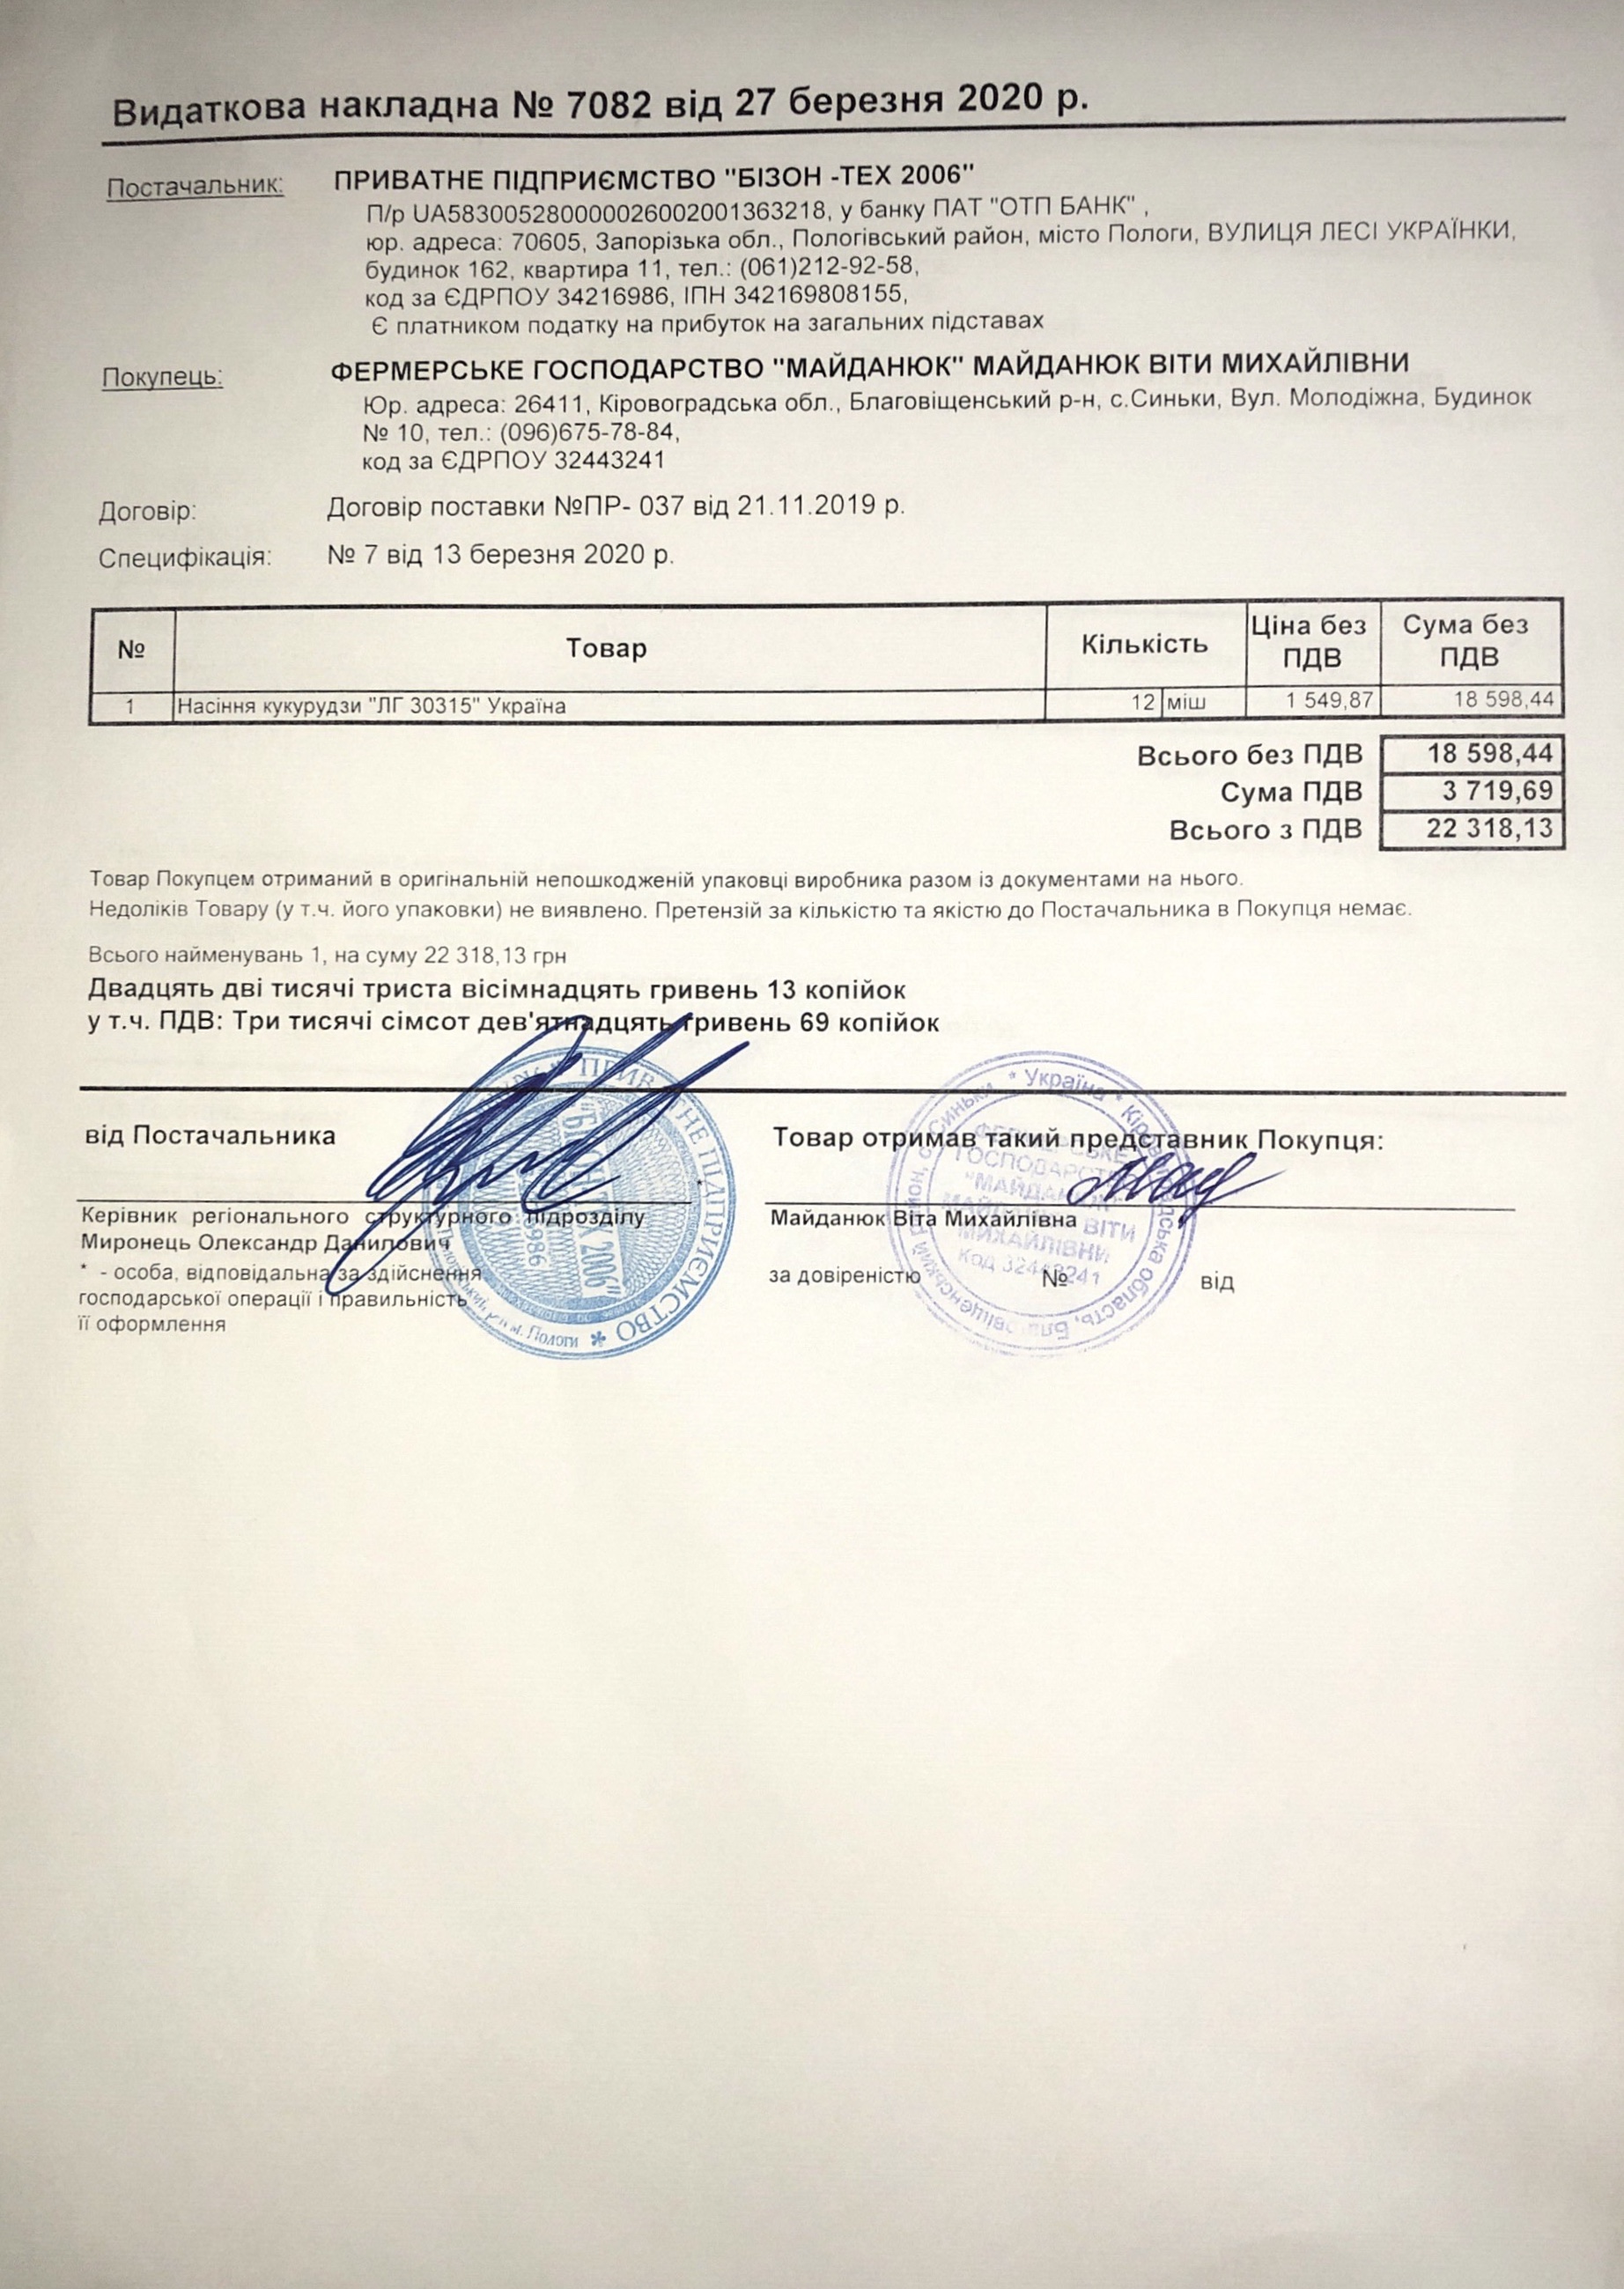 Видаткова накладна № 7082 від 27 березня 2020 р.
Постачальник: ПРИВАТНЕ ПІДПРИЄМСТВО "БІЗОН -ТЕХ 2006"
П/р UA583005280000026002001363218, у банку ПАТ "ОТП БАНК" ,
юр. адреса: 70605, Запорізька обл., Пологівський район, місто Пологи, ВУЛИЦЯ ЛЕСІ УКРАЇНКИ,
будинок 162, квартира 11, тел.: (061)212-92-58,
код за ЄДРПОУ 34216986, ІПН 342169808155,
Є платником податку на прибуток на загальних підставах
Покупець: ФЕРМЕРСЬКЕ ГОСПОДАРСТВО "МАЙДАНЮК" МАЙДАНЮК ВІТИ МИХАЙЛІВНИ
Юр. адреса: 26411, Кіровоградська обл., Благовіщенський р-н, с.Синьки, Вул. Молодіжна, Будинок
№ 10, тел.: (096)675-78-84,
код за ЄДРПОУ 32443241
Договір: Договір поставки №ПР- 037 від 21.11.2019 р.
Специфікація: № 7 від 13 березня 2020 р.
№ Товар Кількість Ціна без ПДВ Сума без ПДВ
1 Насіння кукурудзи "ЛГ 30315" Україна 12 міш 1 549,87 18 598,44
Всього без ПДВ 18 598,44
Сума ПДВ 3 719,69
Всього з ПДВ 22 318,13
Товар Покупцем отриманий в оригінальній непошкодженій упаковці виробника разом із документами на нього.
Недоліків Товару (у т.ч. його упаковки) не виявлено. Претензій за кількістю та якістю до Постачальника в Покупця немає.
Всього найменувань 1, на суму 22 318,13 грн
Двадцять дві тисячі триста вісімнадцять гривень 13 копійок
у т.ч. ПДВ: Три тисячі сімсот дев'ятнадцять гривень 69 копійок
від Постачальника
Керівник регіонального структурного підрозділу
Миронець Олександр Данилович
* - особа, відповідальна за здійснення
господарської операції і правильність
її оформлення
Товар отримав такий представник Покупця:
Майданюк Віта Михайлівна
за довіреністю № від
ПІДПРИЄМСТВО *
м. Пологи
* Україна *
область,
ГОСПОДАРСТВО
ВІТИ
МИХАЙЛІВНИ
Код 32443241